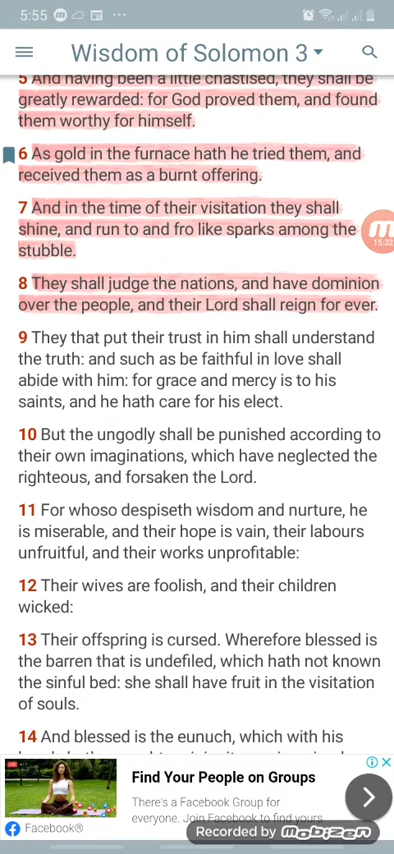 5:55
Wisdom of Solomon 3
5 And having been a little chastised, they shall be
greatly rewarded: for God proved them, and found
them worthy for himself.
6 As gold in the furnace hath he tried them, and
received them as a burnt offering.
7 And in the time of their visitation they shall
shine, and run to and fro like sparks among the
stubble.
15:32
8 They shall judge the nations, and have dominion
over the people, and their Lord shall reign for ever.
9 They that put their trust in him shall understand
the truth: and such as be faithful in love shall
abide with him: for grace and mercy is to his
saints, and he hath care for his elect.
10 But the ungodly shall be punished according to
their own imaginations, which have neglected the
righteous, and forsaken the Lord.
11 For whoso despiseth wisdom and nurture, he
is miserable, and their hope is vain, their labours
unfruitful, and their works unprofitable:
12 Their wives are foolish, and their children
wicked:
13 Their offspring is cursed. Wherefore blessed is
the barren that is undefiled, which hath not known
the sinful bed: she shall have fruit in the visitation
of souls.
14 And blessed is the eunuch, which with his
LIVE
Find Your People on Groups
There's a Facebook Group for
everyone. Join Facebook to find yours.
Facebook®
Recorded by mobizen